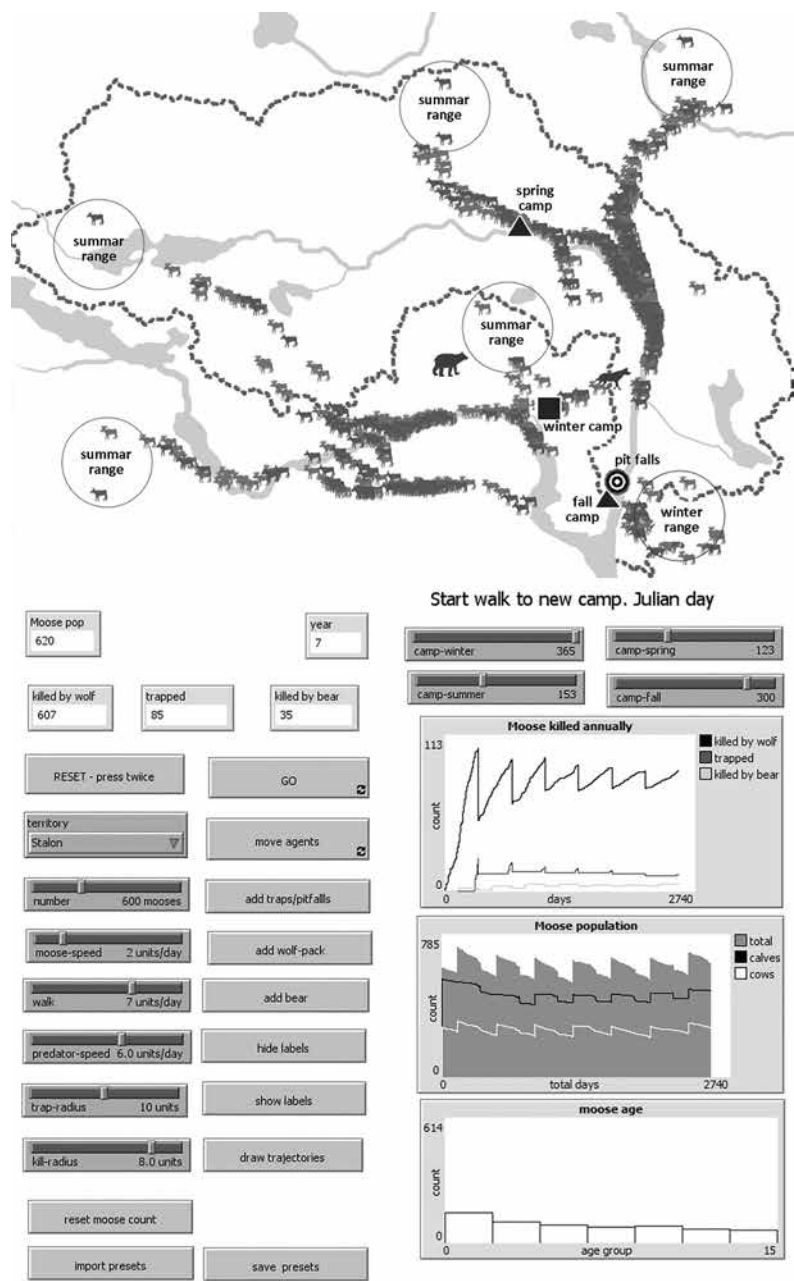 summar
range
summar
range
summar
range
spring
camp
summar
range
winter camp
summar
range
pit falls
fall
camp
winter
range
Start walk to new camp. Julian day
Moose pop
620
year
7
camp-winter 365
camp-spring 123
camp-summer 153
camp-fall 300
killed by wolf
607
trapped
85
killed by bear
35
RESET - press twice
GO
territory
Stalon
move agents
number 600 mooses
add traps/pitfallls
moose-speed 2 units/day
add wolf-pack
walk 7 units/day
add bear
predator-speed 6.0 units/day
hide labels
trap-radius 10 units
show labels
kill-radius 8.0 units
draw trajectories
reset moose count
import presets
save presets
Moose killed annually
113
count
0
0
days
2740
killed by wolf
trapped
killed by bear
Moose population
785
count
0
0
total days
2740
total
calves
cows
moose age
614
count
0
0
age group
15